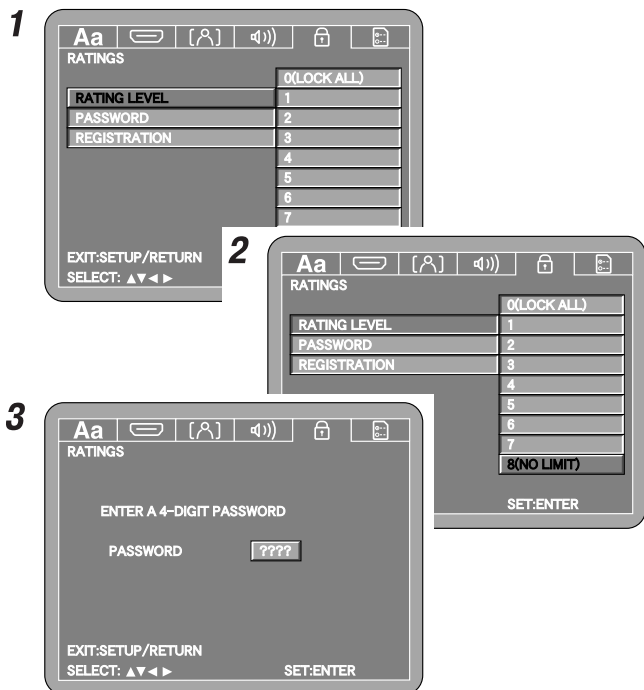 1
Aa
RATINGS
0(LOCK ALL)
RATING LEVEL 1
PASSWORD 2
REGISTRATION 3
4
5
6
7
EXIT:SETUP/RETURN
SELECT: ▲▼◄ ►
2
Aa
RATINGS
0(LOCK ALL)
RATING LEVEL 1
PASSWORD 2
REGISTRATION 3
4
5
6
7
8(NO LIMIT)
SET:ENTER
3
Aa
RATINGS
ENTER A 4-DIGIT PASSWORD
PASSWORD ????
EXIT:SETUP/RETURN
SELECT: ▲▼◄ ► SET:ENTER